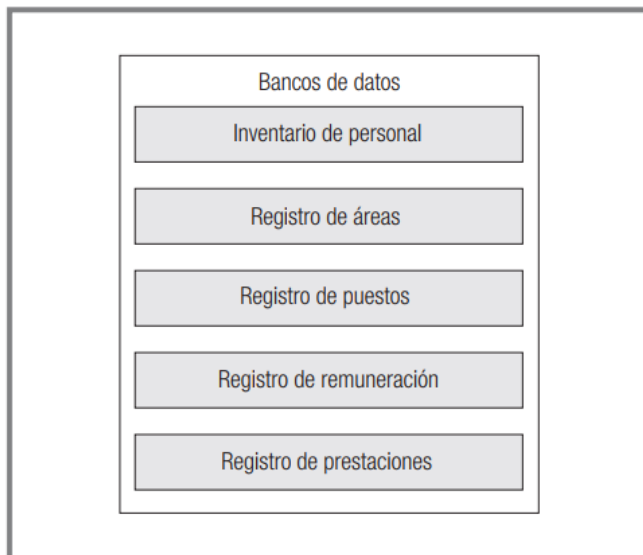 Bancos de datos
Inventario de personal
Registro de áreas
Registro de puestos
Registro de remuneración
Registro de prestaciones